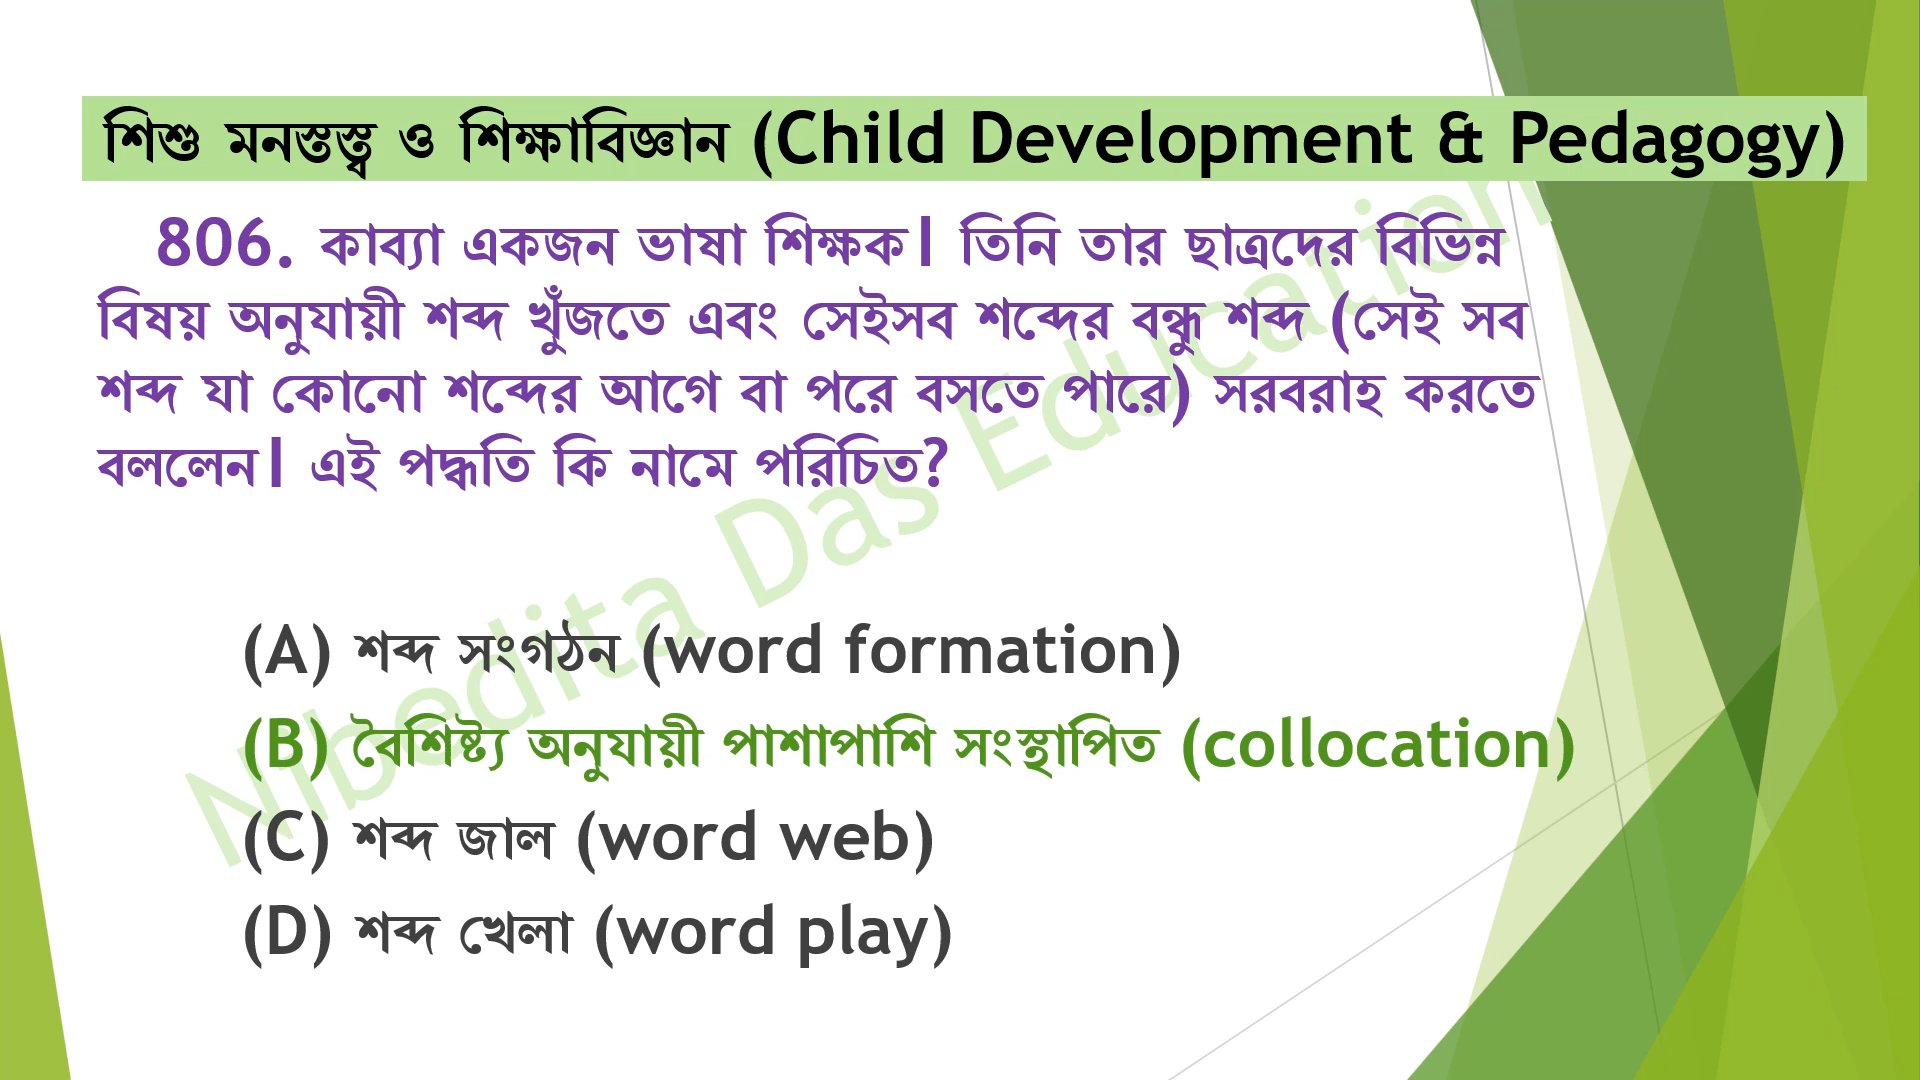 শিশু মনস্তত্ত্ব ও শিক্ষাবিজ্ঞান (Child Development & Pedagogy)
806. কাব্যা একজন ভাষা শিক্ষক। তিনি তার ছাত্রদের বিভিন্ন
বিষয় অনুযায়ী শব্দ খুঁজতে এবং সেইসব শব্দের বন্ধু শব্দ (সেই সব
শব্দ যা কোনো শব্দের আগে বা পরে বসতে পারে) সরবরাহ করতে
বললেন। এই পদ্ধতি কি নামে পরিচিত?
(A) শব্দ সংগঠন (word formation)
(B) বৈশিষ্ট্য অনুযায়ী পাশাপাশি সংস্থাপিত (collocation)
(C) শব্দ জাল (word web)
(D) শব্দ খেলা (word play)
Nibedita Das Education